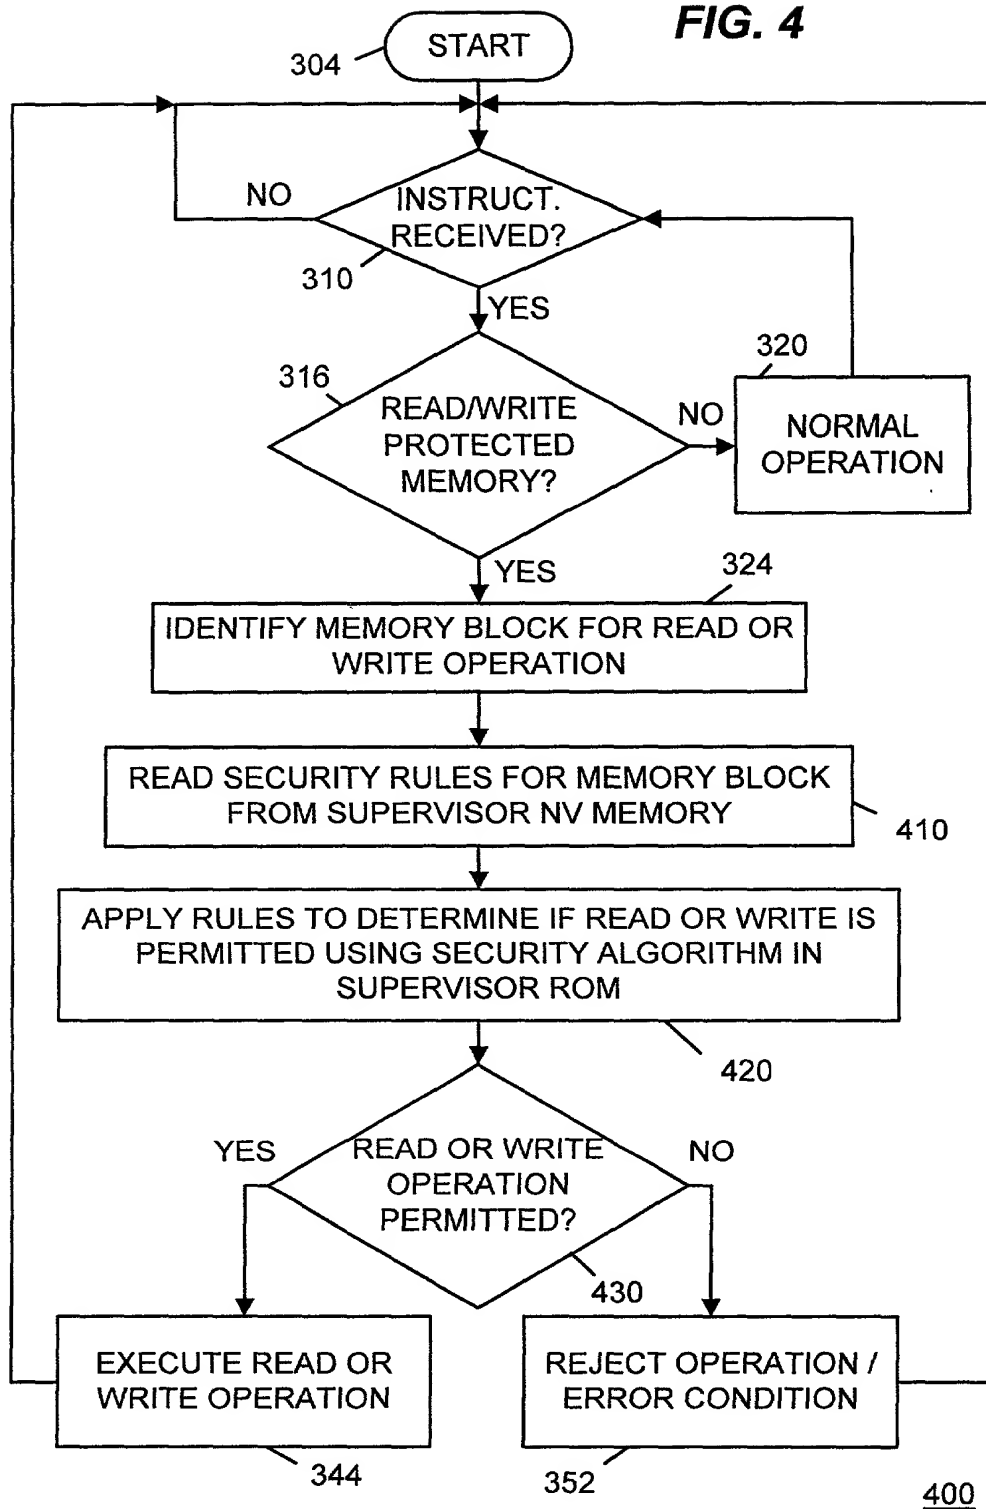 FIG. 4
START
304
NO
INSTRUCT.
RECEIVED?
310
YES
316
READ/WRITE
PROTECTED
MEMORY?
NO
320
NORMAL
OPERATION
YES
324
IDENTIFY MEMORY BLOCK FOR READ OR
WRITE OPERATION
READ SECURITY RULES FOR MEMORY BLOCK
FROM SUPERVISOR NV MEMORY
410
APPLY RULES TO DETERMINE IF READ OR WRITE IS
PERMITTED USING SECURITY ALGORITHM IN
SUPERVISOR ROM
420
YES
READ OR WRITE
OPERATION
PERMITTED?
NO
430
EXECUTE READ OR
WRITE OPERATION
344
REJECT OPERATION /
ERROR CONDITION
352
400